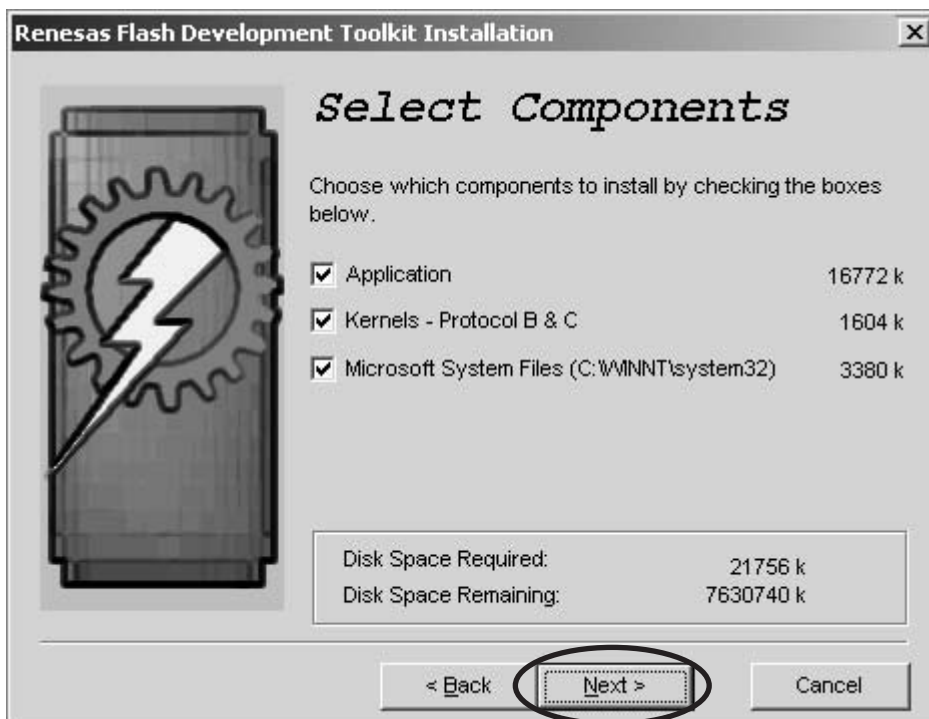 Renesas Flash Development Toolkit Installation
Select Components
Choose which components to install by checking the boxes
below.
Application 16772 k
Kernels - Protocol B & C 1604 k
Microsoft System Files (C:\WINNT\system32) 3380 k
Disk Space Required: 21756 k
Disk Space Remaining: 7630740 k
< Back Next > Cancel